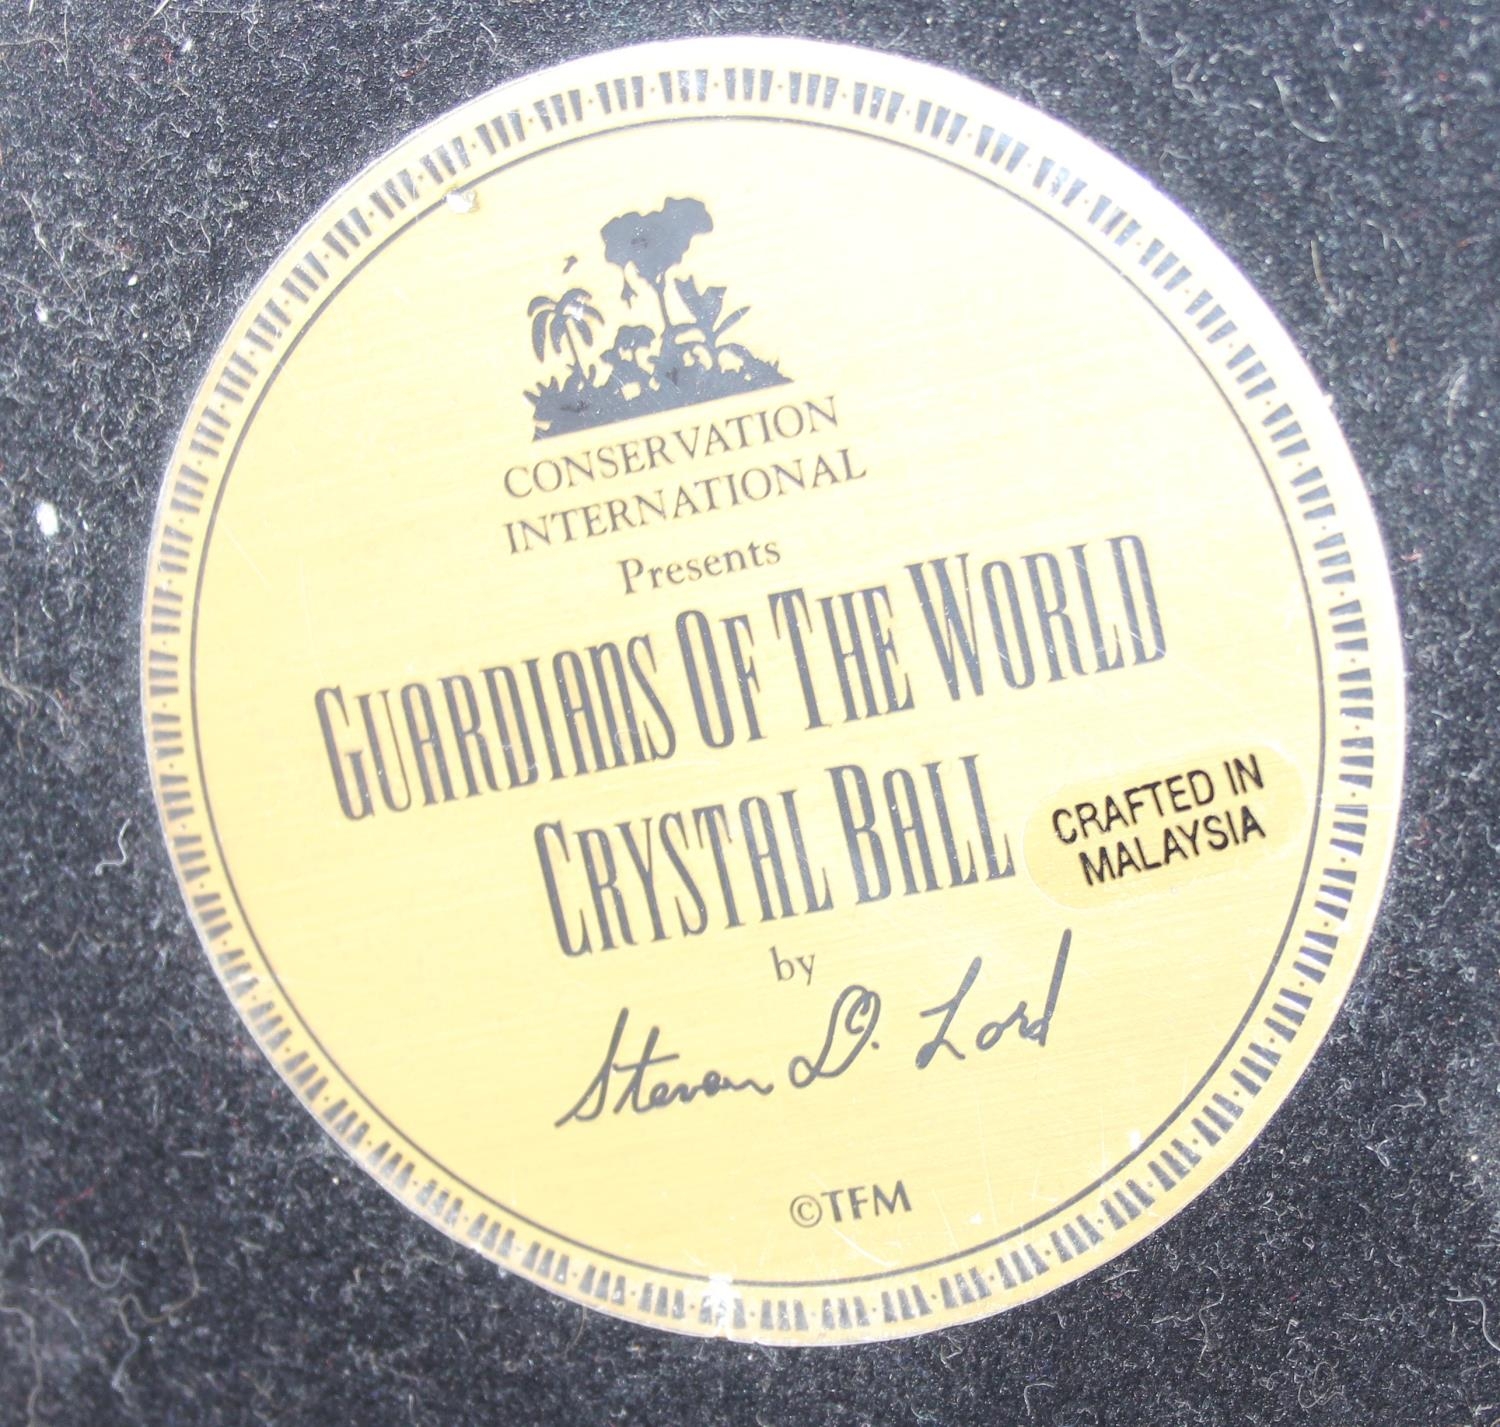 CONSERVATION
INTERNATIONAL
Presents
GUARDIANS OF THE WORLD
CRYSTAL BALL
CRAFTED IN
MALAYSIA
by
Steven D. Lord
©TFM